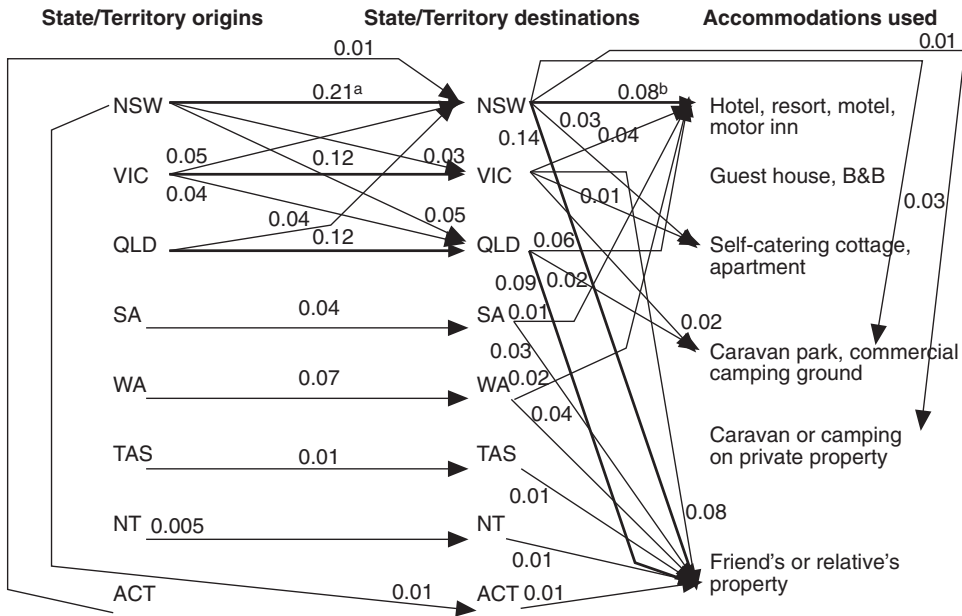 State/Territory origins State/Territory destinations Accommodations used
0.01 0.01
NSW 0.21ᵃ NSW 0.08ᵇ Hotel, resort, motel,
motor inn
0.03 0.04
0.14
0.05 0.12 0.03
VIC VIC Guest house, B&B
0.04 0.01 0.03
0.04 0.05
QLD 0.12 QLD 0.06 Self-catering cottage,
apartment
0.09 0.02
SA 0.04 SA 0.01
0.02
0.03 Caravan park, commercial
camping ground
WA 0.07 WA 0.02
0.04
Caravan or camping
on private property
TAS 0.01 TAS
0.01
0.08
NT 0.005 NT
0.01 Friend's or relative's
property
ACT 0.01 ACT 0.01